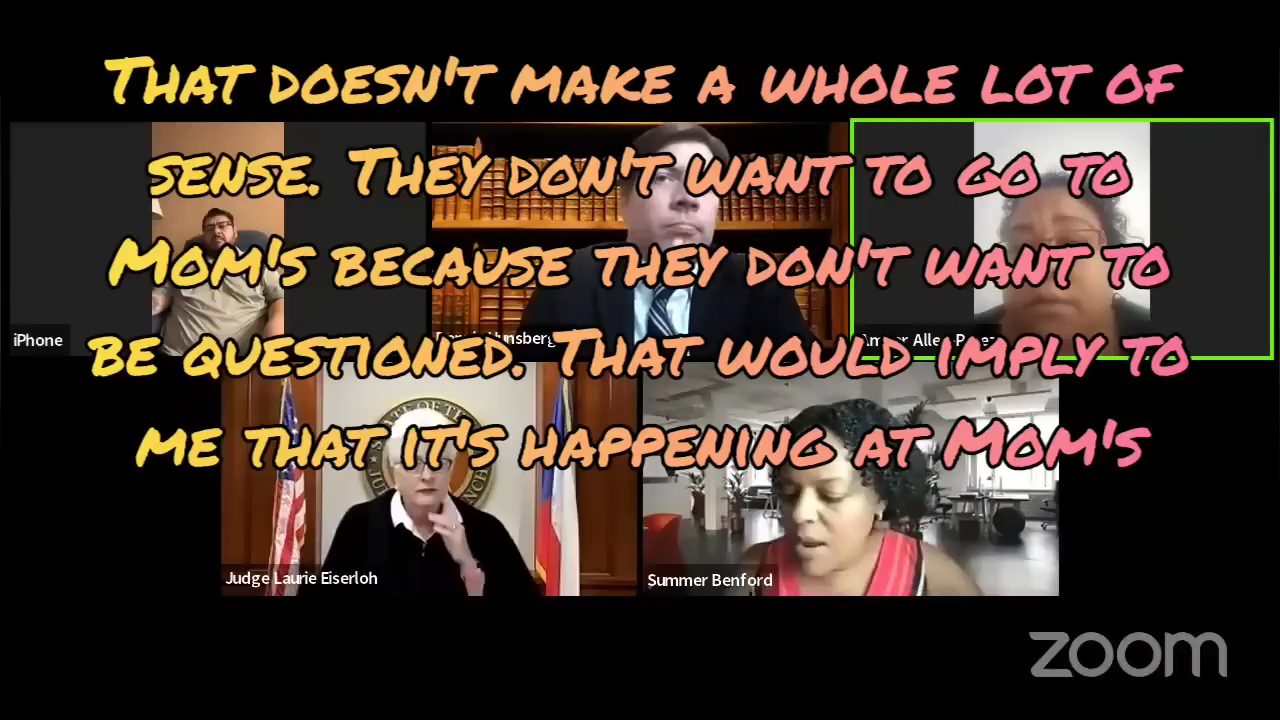 THAT DOESN'T MAKE A WHOLE LOT OF
SENSE. THEY DON'T WANT TO GO TO
MOM'S BECAUSE THEY DON'T WANT TO
BE QUESTIONED. THAT WOULD IMPLY TO
ME THAT IT'S HAPPENING AT MOM'S
iPhone
Judge Laurie Eiserloh
Summer Benford
STATE OF
zoom